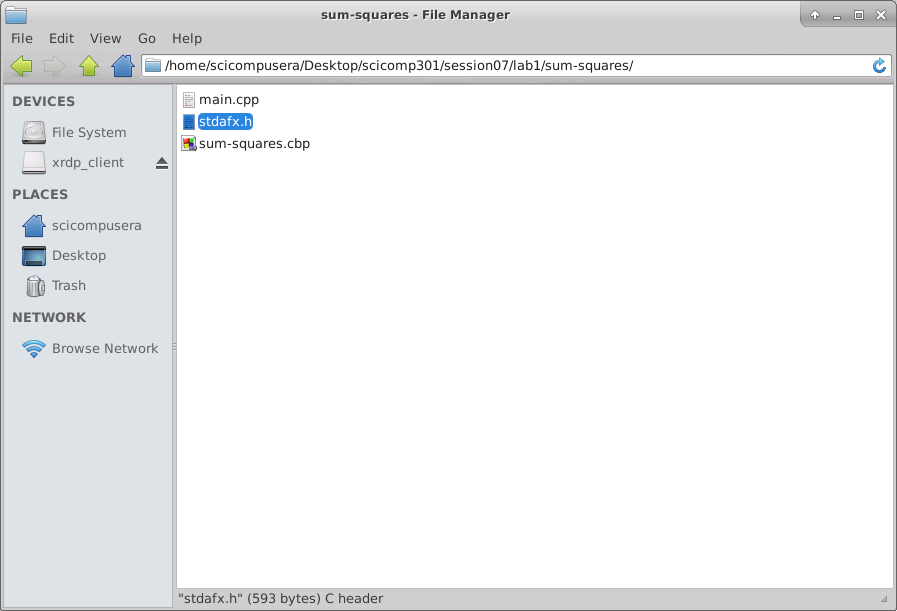 sum-squares - File Manager
File Edit View Go Help
/home/scicompusera/Desktop/scicomp301/session07/lab1/sum-squares/
DEVICES
File System
xrdp_client
PLACES
scicompusera
Desktop
Trash
NETWORK
Browse Network
main.cpp
stdafx.h
sum-squares.cbp
"stdafx.h" (593 bytes) C header